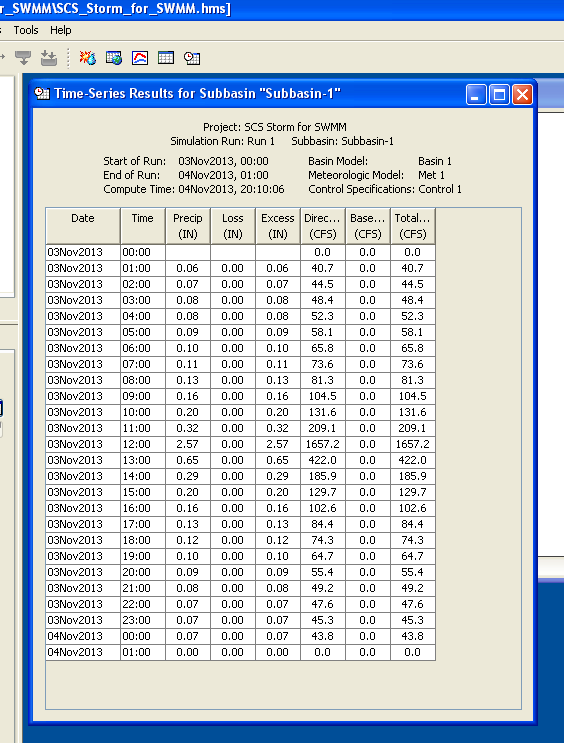 r_SWMM\SCS_Storm_for_SWMM.hms]
Tools Help
Time-Series Results for Subbasin "Subbasin-1"
Project: SCS Storm for SWMM
Simulation Run: Run 1 Subbasin: Subbasin-1
Start of Run: 03Nov2013, 00:00 Basin Model: Basin 1
End of Run: 04Nov2013, 01:00 Meteorologic Model: Met 1
Compute Time: 04Nov2013, 20:10:06 Control Specifications: Control 1
Date Time Precip Loss Excess Direc... Base... Total...
(IN) (IN) (IN) (CFS) (CFS) (CFS)
03Nov2013 00:00 0.0 0.0 0.0
03Nov2013 01:00 0.06 0.00 0.06 40.7 0.0 40.7
03Nov2013 02:00 0.07 0.00 0.07 44.5 0.0 44.5
03Nov2013 03:00 0.08 0.00 0.08 48.4 0.0 48.4
03Nov2013 04:00 0.08 0.00 0.08 52.3 0.0 52.3
03Nov2013 05:00 0.09 0.00 0.09 58.1 0.0 58.1
03Nov2013 06:00 0.10 0.00 0.10 65.8 0.0 65.8
03Nov2013 07:00 0.11 0.00 0.11 73.6 0.0 73.6
03Nov2013 08:00 0.13 0.00 0.13 81.3 0.0 81.3
03Nov2013 09:00 0.16 0.00 0.16 104.5 0.0 104.5
03Nov2013 10:00 0.20 0.00 0.20 131.6 0.0 131.6
03Nov2013 11:00 0.32 0.00 0.32 209.1 0.0 209.1
03Nov2013 12:00 2.57 0.00 2.57 1657.2 0.0 1657.2
03Nov2013 13:00 0.65 0.00 0.65 422.0 0.0 422.0
03Nov2013 14:00 0.29 0.00 0.29 185.9 0.0 185.9
03Nov2013 15:00 0.20 0.00 0.20 129.7 0.0 129.7
03Nov2013 16:00 0.16 0.00 0.16 102.6 0.0 102.6
03Nov2013 17:00 0.13 0.00 0.13 84.4 0.0 84.4
03Nov2013 18:00 0.12 0.00 0.12 74.3 0.0 74.3
03Nov2013 19:00 0.10 0.00 0.10 64.7 0.0 64.7
03Nov2013 20:00 0.09 0.00 0.09 55.4 0.0 55.4
03Nov2013 21:00 0.08 0.00 0.08 49.2 0.0 49.2
03Nov2013 22:00 0.07 0.00 0.07 47.6 0.0 47.6
03Nov2013 23:00 0.07 0.00 0.07 45.3 0.0 45.3
04Nov2013 00:00 0.07 0.00 0.07 43.8 0.0 43.8
04Nov2013 01:00 0.00 0.00 0.00 0.0 0.0 0.0